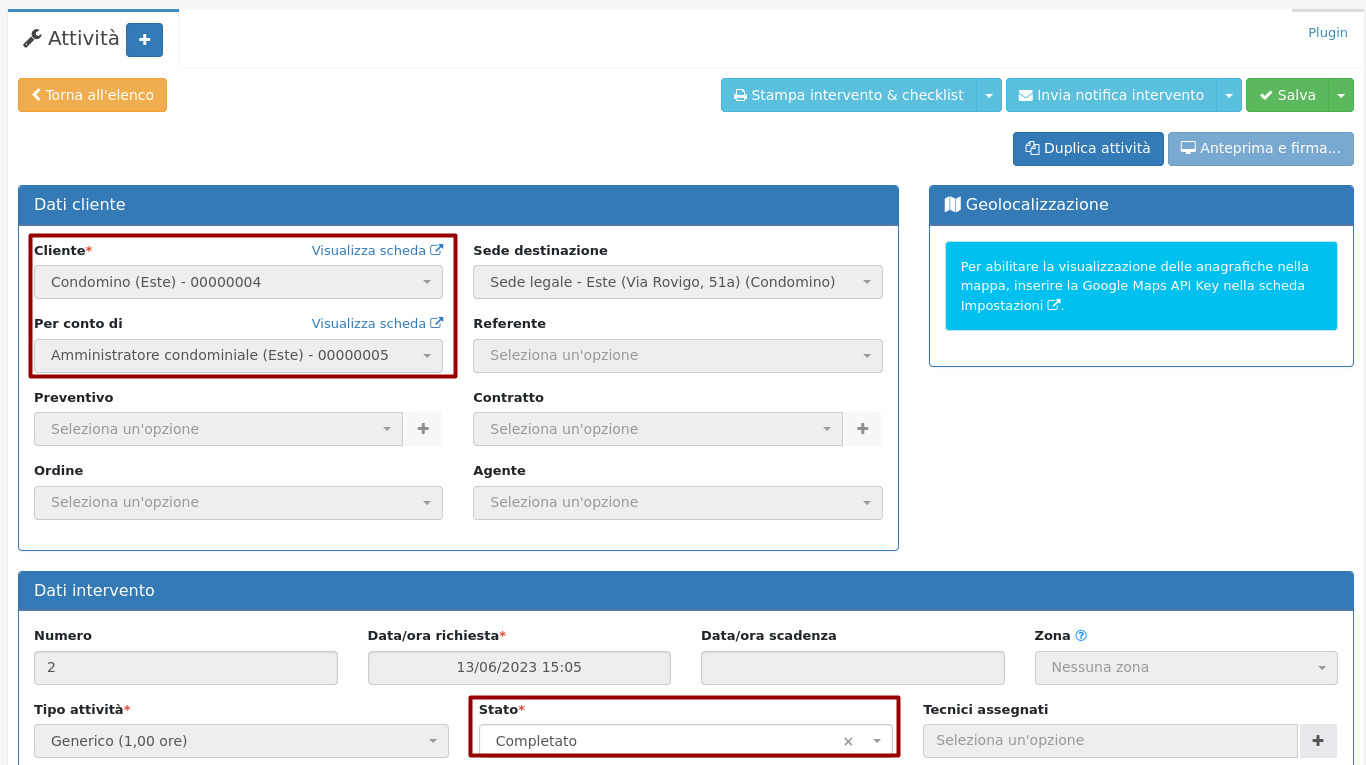 Attività
Plugin
Torna all'elenco
Stampa intervento & checklist
Invia notifica intervento
Salva
Duplica attività
Anteprima e firma...
Dati cliente
Cliente*
Visualizza scheda
Condomino (Este) - 00000004
Sede destinazione
Sede legale - Este (Via Rovigo, 51a) (Condomino)
Per conto di
Visualizza scheda
Amministratore condominiale (Este) - 00000005
Referente
Seleziona un'opzione
Preventivo
Seleziona un'opzione
Contratto
Seleziona un'opzione
Ordine
Seleziona un'opzione
Agente
Seleziona un'opzione
Geolocalizzazione
Per abilitare la visualizzazione delle anagrafiche nella
mappa, inserire la Google Maps API Key nella scheda
Impostazioni .
Dati intervento
Numero
2
Data/ora richiesta*
13/06/2023 15:05
Data/ora scadenza
Zona
Nessuna zona
Tipo attività*
Generico (1,00 ore)
Stato*
Completato
×
Tecnici assegnati
Seleziona un'opzione